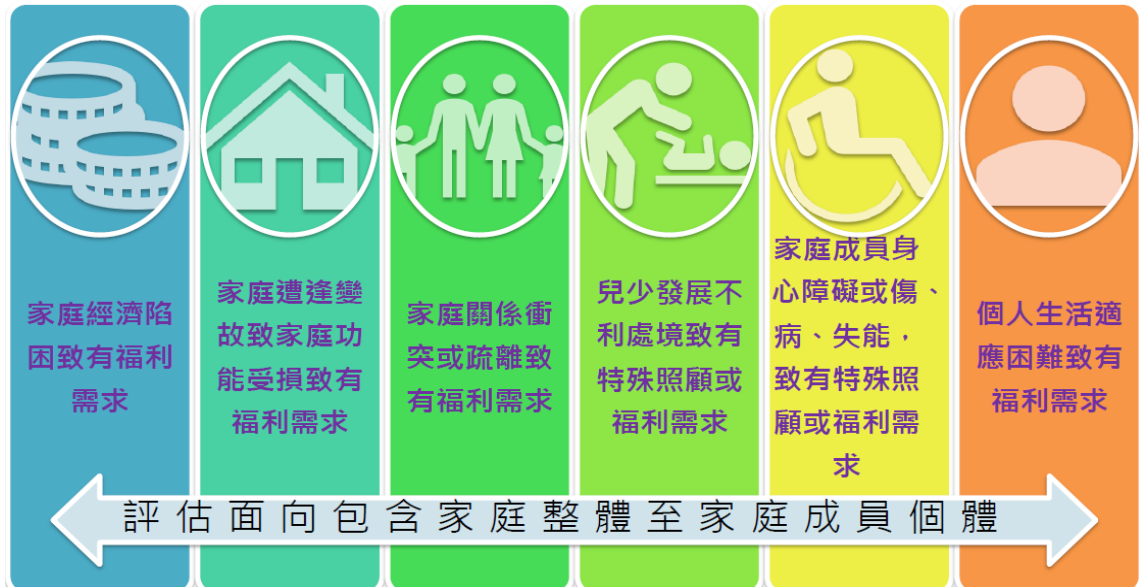 家庭經濟陷
困致有福利
需求
家庭遭逢變
故致家庭功
能受損致有
福利需求
家庭關係衝
突或疏離致
有福利需求
兒少發展不
利處境致有
特殊照顧或
福利需求
家庭成員身
心障礙或傷、
病、失能，
致有特殊照
顧或福利需
求
個人生活適
應困難致有
福利需求
評估面向包含家庭整體至家庭成員個體